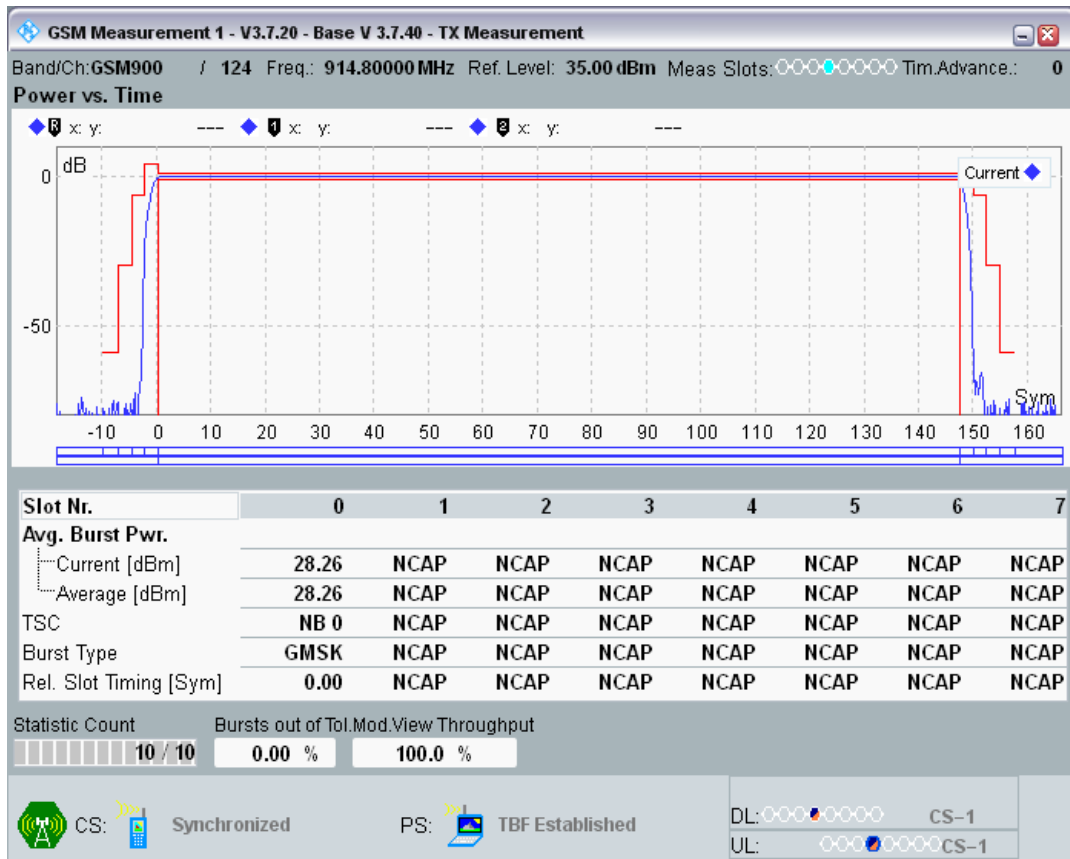 GSM Measurement 1 - V3.7.20 - Base V 3.7.40 - TX Measurement
Band/Ch:GSM900 / 124 Freq.: 914.80000 MHz Ref. Level: 35.00 dBm Meas Slots: Tim.Advance.: 0
Power vs. Time
R x: y: --- 1 x: y: --- 2 x: y: ---
dB
Current
0
-50
Sym
-10 0 10 20 30 40 50 60 70 80 90 100 110 120 130 140 150 160
Slot Nr. 0 1 2 3 4 5 6 7
Avg. Burst Pwr.
Current [dBm] 28.26 NCAP NCAP NCAP NCAP NCAP NCAP NCAP
Average [dBm] 28.26 NCAP NCAP NCAP NCAP NCAP NCAP NCAP
TSC NB 0 NCAP NCAP NCAP NCAP NCAP NCAP NCAP
Burst Type GMSK NCAP NCAP NCAP NCAP NCAP NCAP NCAP
Rel. Slot Timing [Sym] 0.00 NCAP NCAP NCAP NCAP NCAP NCAP NCAP
Statistic Count Bursts out of Tol.Mod.View Throughput
10 / 10 0.00 % 100.0 %
CS: Synchronized PS: TBF Established
DL: CS-1
UL: CS-1